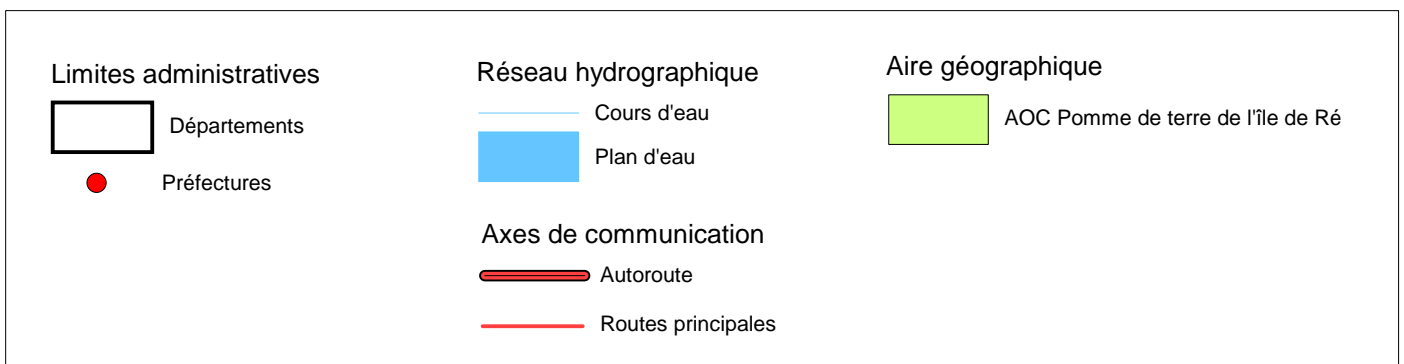 Limites administratives
Départements
Préfectures
Réseau hydrographique
Cours d'eau
Plan d'eau
Axes de communication
Autoroute
Routes principales
Aire géographique
AOC Pomme de terre de l'île de Ré